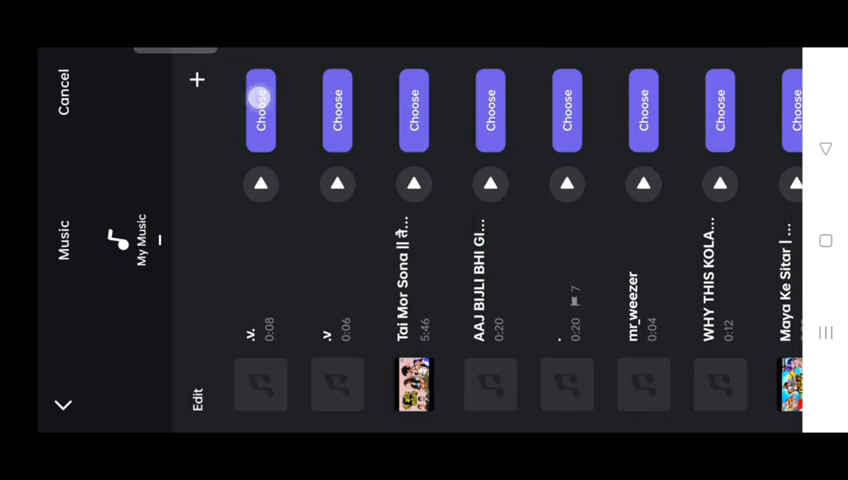 Cancel
Music
My Music
Edit
+
.v.
0:08
Choose
.v
0:06
Choose
Tai Mor Sona || तै...
5:46
Choose
AAJ BIJLI BHI GI...
0:20
Choose
.
0:20 7
Choose
mr_weezer
0:04
Choose
WHY THIS KOLA...
0:12
Choose
Maya Ke Sitar | ...
Choose